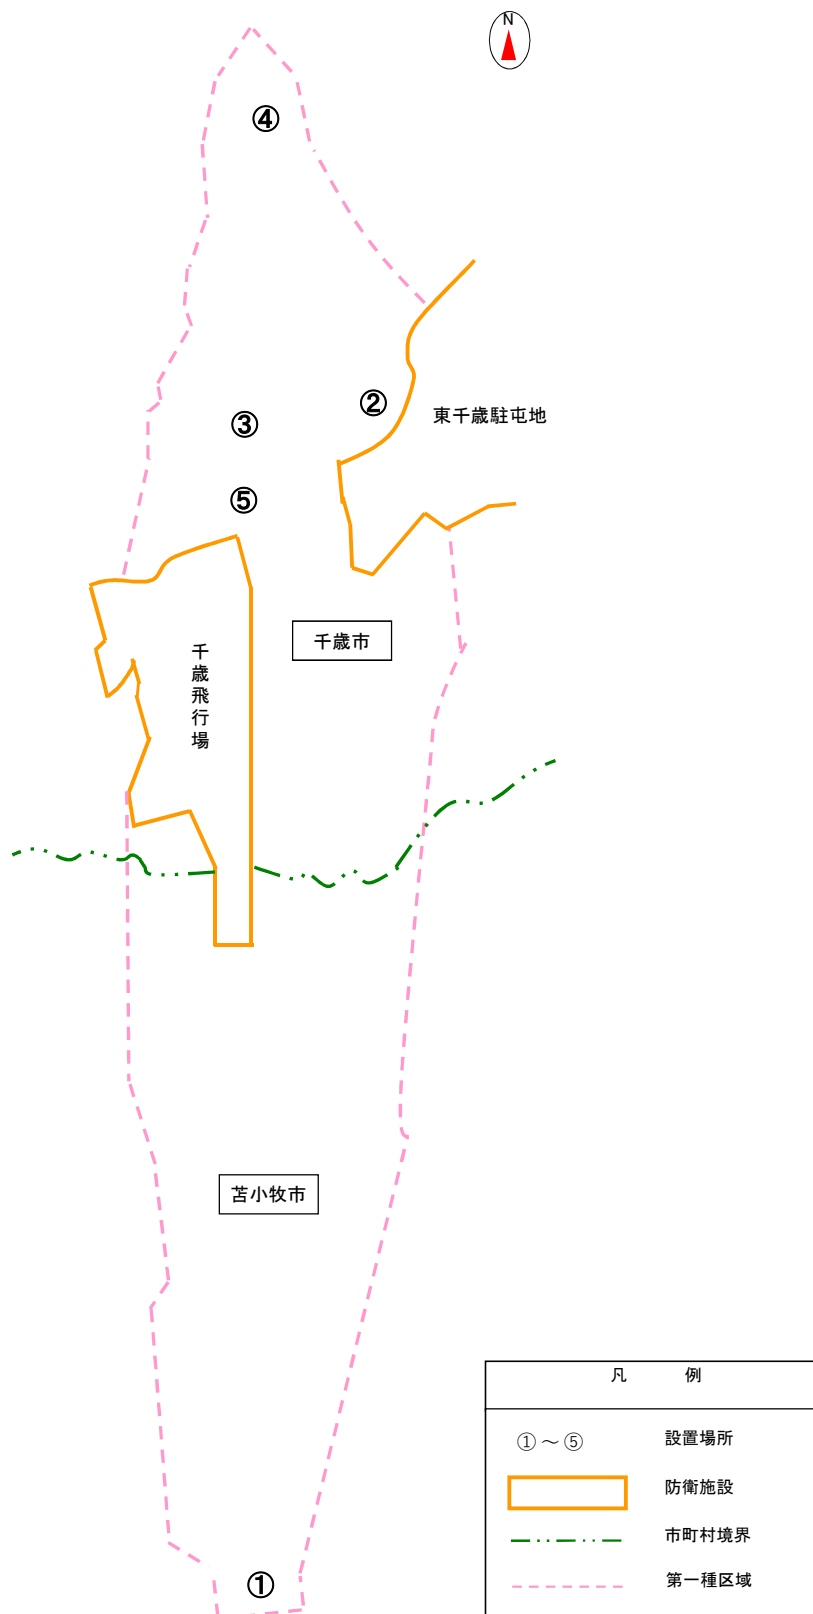 N
④
②
東千歳駐屯地
③
⑤
千歳市
千歳飛行場
苫小牧市
①
凡 例
①～⑤ 設置場所
防衛施設
市町村境界
第一種区域